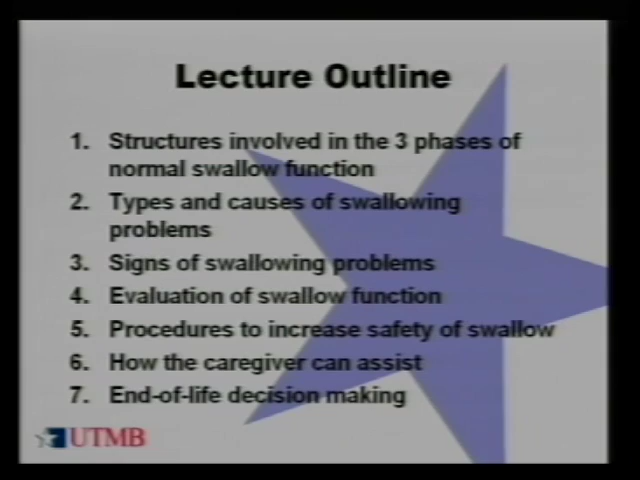 Lecture Outline
1. Structures involved in the 3 phases of
normal swallow function
2. Types and causes of swallowing
problems
3. Signs of swallowing problems
4. Evaluation of swallow function
5. Procedures to increase safety of swallow
6. How the caregiver can assist
7. End-of-life decision making
UTMB